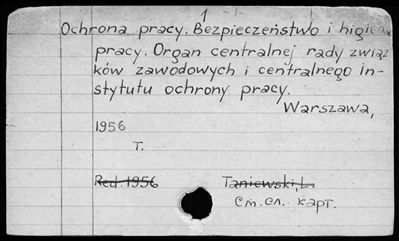 1
Ochrona pracy. Bezpieczeństwo i higiena
pracy. Organ centralnej rady związ-
ków zawodowych i centralnego in-
stytutu ochrony pracy.
Warszawa,
1956
T.
Red. 1956 Taniewski, L.
См. сл. карт.